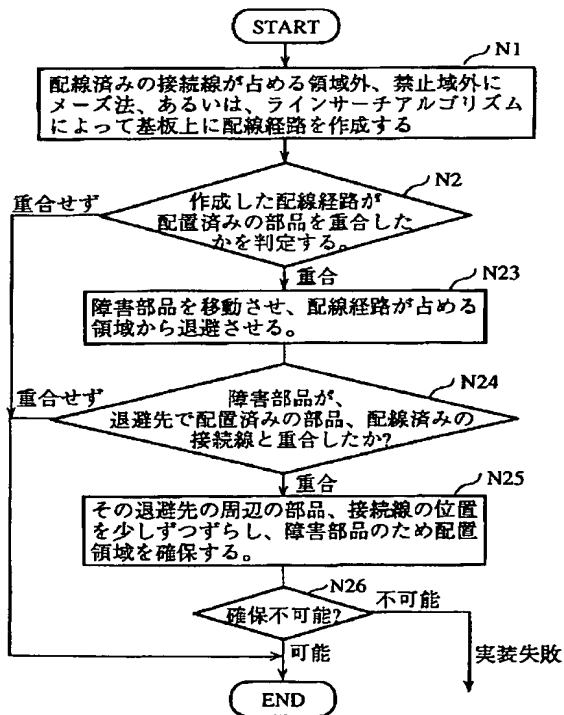 START
N1
配線済みの接続線が占める領域外、禁止域外に
メーズ法、あるいは、ラインサーチアルゴリズム
によって基板上に配線経路を作成する
N2
重合せず
作成した配線経路が
配置済みの部品を重合した
かを判定する。
重合
N23
障害部品を移動させ、配線経路が占める
領域から退避させる。
N24
重合せず
障害部品が、
退避先で配置済みの部品、配線済みの
接続線と重合したか?
重合
N25
その退避先の周辺の部品、接続線の位置
を少しずつずらし、障害部品のため配置
領域を確保する。
N26
確保不可能?
不可能
可能
実装失敗
END